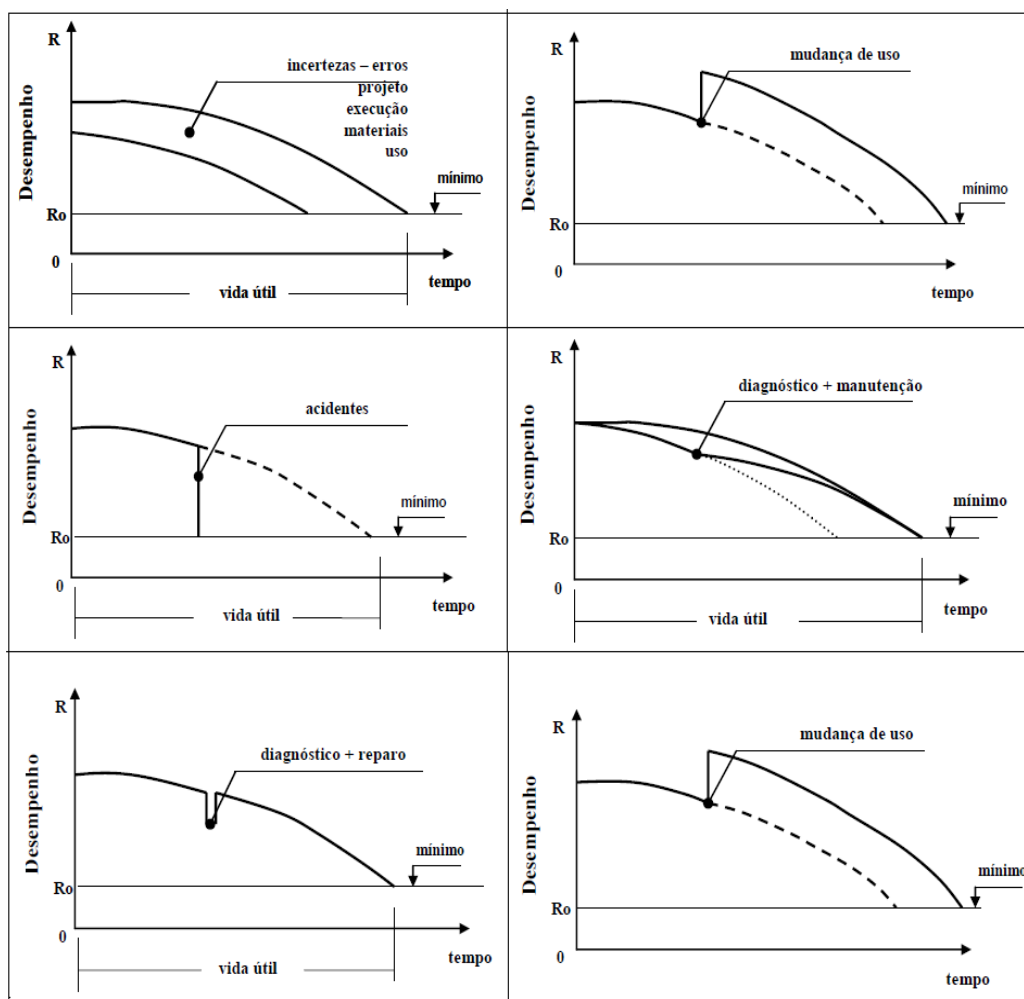 R
Desempenho
incertezas – erros
projeto
execução
materiais
uso
mínimo
Ro
0
tempo
vida útil
R
Desempenho
mudança de uso
mínimo
Ro
0
tempo
R
Desempenho
acidentes
mínimo
Ro
0
tempo
vida útil
R
Desempenho
diagnóstico + manutenção
mínimo
Ro
0
tempo
vida útil
R
Desempenho
diagnóstico + reparo
mínimo
Ro
0
tempo
vida útil
R
Desempenho
mudança de uso
mínimo
Ro
0
tempo